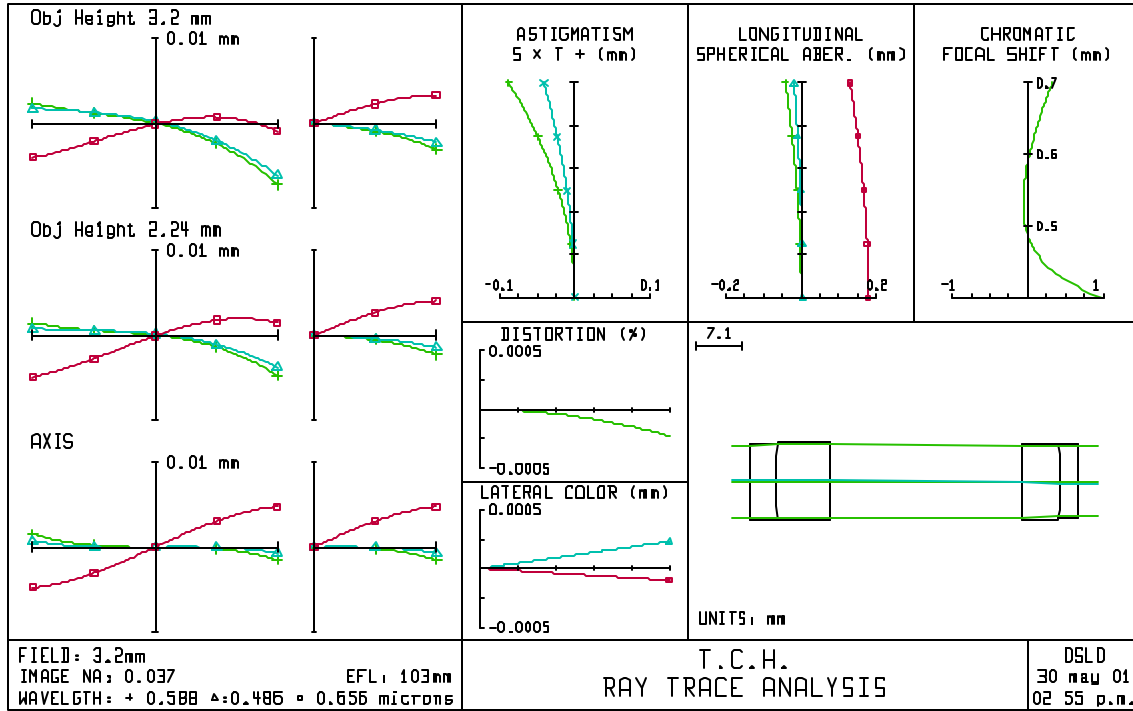 Obj Height 3.2 mm
0.01 mm
Obj Height 2.24 mm
0.01 mm
AXIS
0.01 mm
ASTIGMATISM
S × T + (mm)
-0.1
0.1
LONGITUDINAL
SPHERICAL ABER. (mm)
-0.2
0.2
CHROMATIC
FOCAL SHIFT (mm)
0.7
0.6
0.5
-1
1
DISTORTION (%)
0.0005
-0.0005
LATERAL COLOR (mm)
0.0005
-0.0005
7.1
UNITS: mm
FIELD: 3.2mm
IMAGE NA: 0.037 EFL: 103mm
WAVELGTH: + 0.588 ▵:0.486 ▫ 0.656 microns
T.C.H.
RAY TRACE ANALYSIS
DSLD
30 may 01
02 55 p.m.